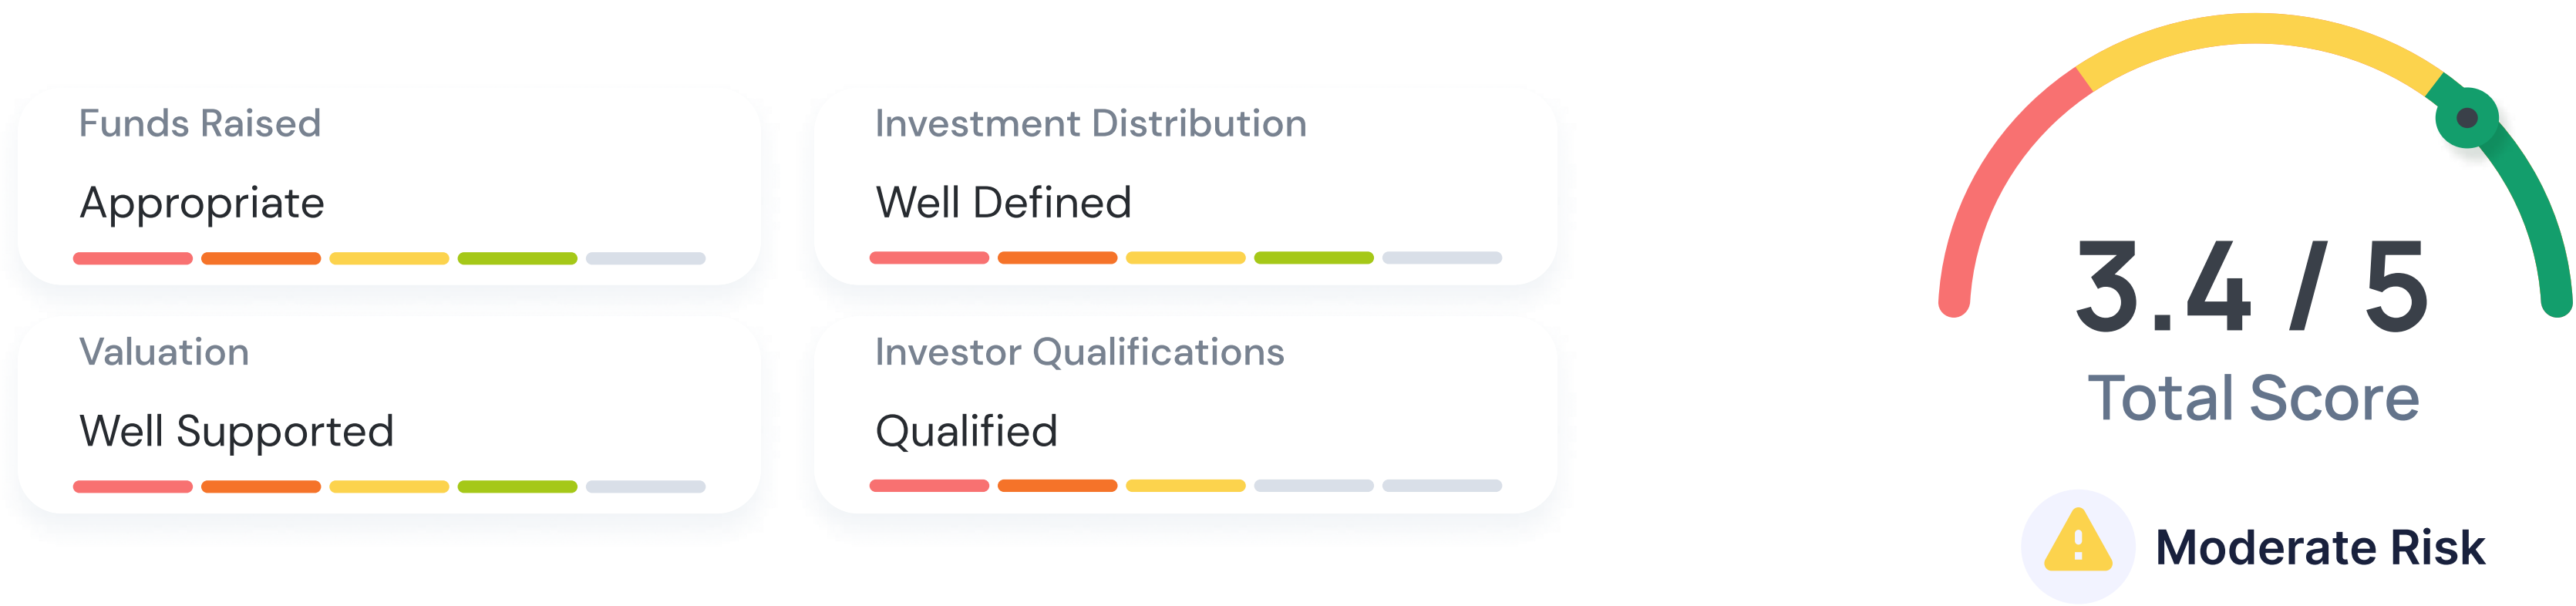 Funds Raised
Appropriate
Investment Distribution
Well Defined
Valuation
Well Supported
Investor Qualifications
Qualified
3.4 / 5
Total Score
Moderate Risk